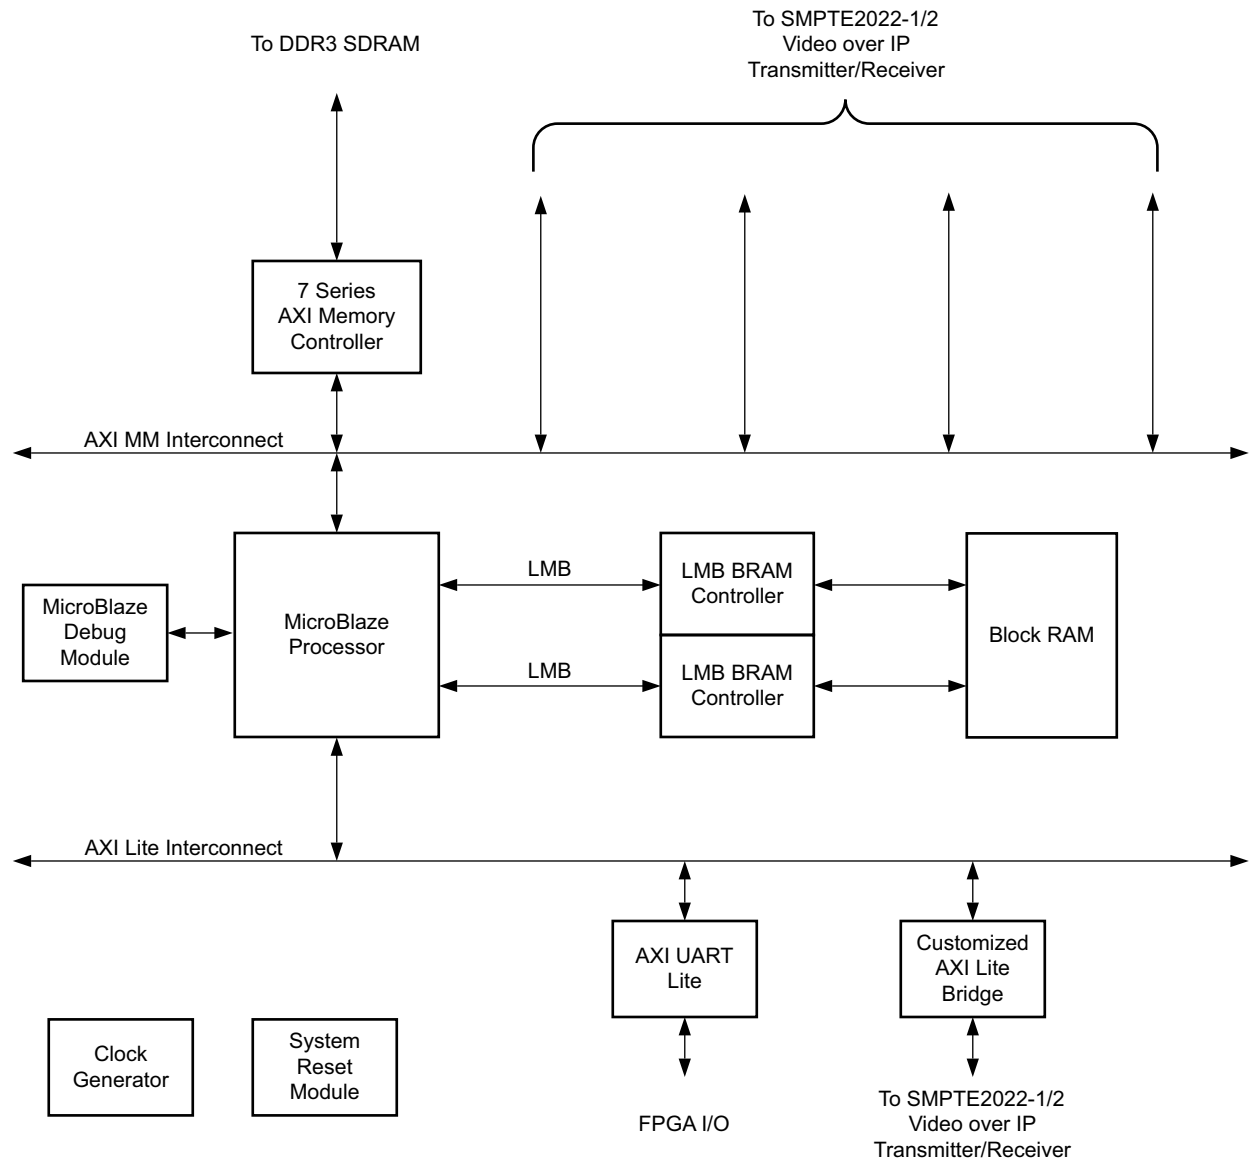 To DDR3 SDRAM
To SMPTE2022-1/2
Video over IP
Transmitter/Receiver
7 Series
AXI Memory
Controller
AXI MM Interconnect
MicroBlaze
Debug
Module
MicroBlaze
Processor
LMB
LMB
LMB BRAM
Controller
LMB BRAM
Controller
Block RAM
AXI Lite Interconnect
AXI UART
Lite
Customized
AXI Lite
Bridge
Clock
Generator
System
Reset
Module
FPGA I/O
To SMPTE2022-1/2
Video over IP
Transmitter/Receiver